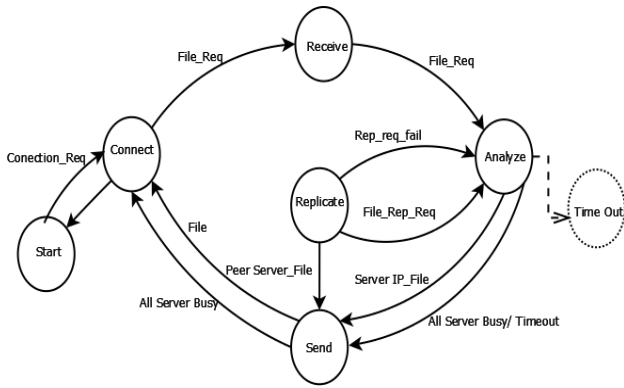 Receive
File_Req
File_Req
Connect
Conection_Req
Rep_req_fail
Analyze
Replicate
File_Rep_Req
Time Out
Start
File
Peer Server_File
Server IP_File
All Server Busy
All Server Busy/ Timeout
Send